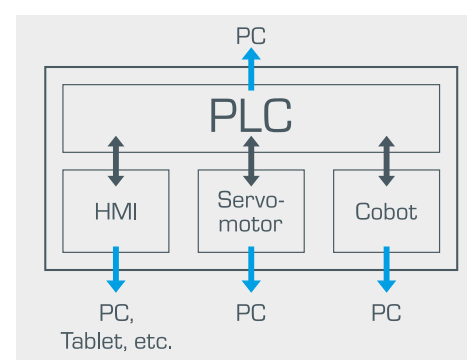 PC
PLC
HMI
Servo-
motor
Cobot
PC,
Tablet, etc.
PC
PC